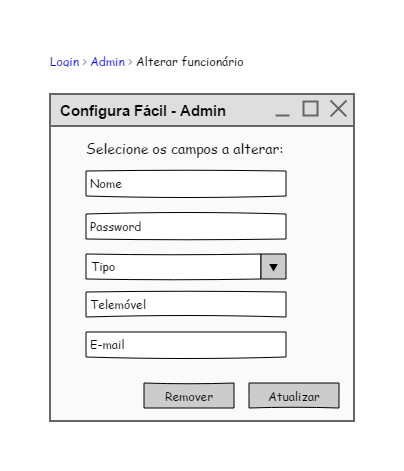 Login > Admin > Alterar funcionário
Configura Fácil - Admin
Selecione os campos a alterar:
Nome
Password
Tipo
Telemóvel
E-mail
Remover Atualizar